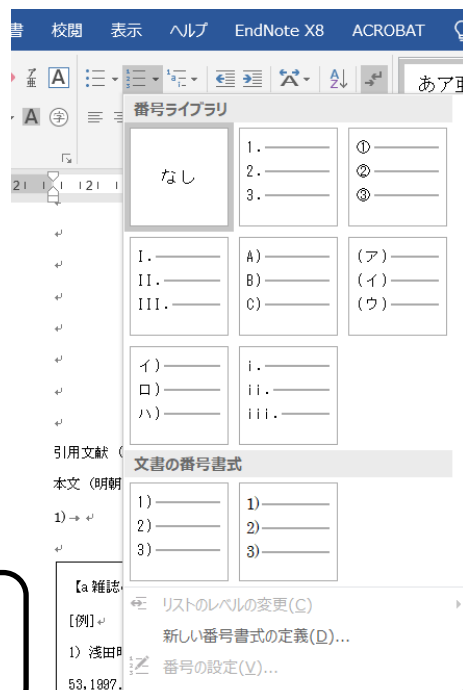 書 校閲 表示 ヘルプ EndNote X8 ACROBAT
あア亜
番号ライブラリ
なし
1.
2.
3.
①
②
③
I.
II.
III.
A)
B)
C)
(ア)
(イ)
(ウ)
イ)
ロ)
ハ)
i.
ii.
iii.
引用文献(
文書の番号書式
本文(明朝
1)
2)
3)
1)
2)
3)
1)→
【a 雑誌
リストのレベルの変更(C)
[例]
新しい番号書式の定義(D)...
1) 浅田
番号の設定(V)...
53,1997.